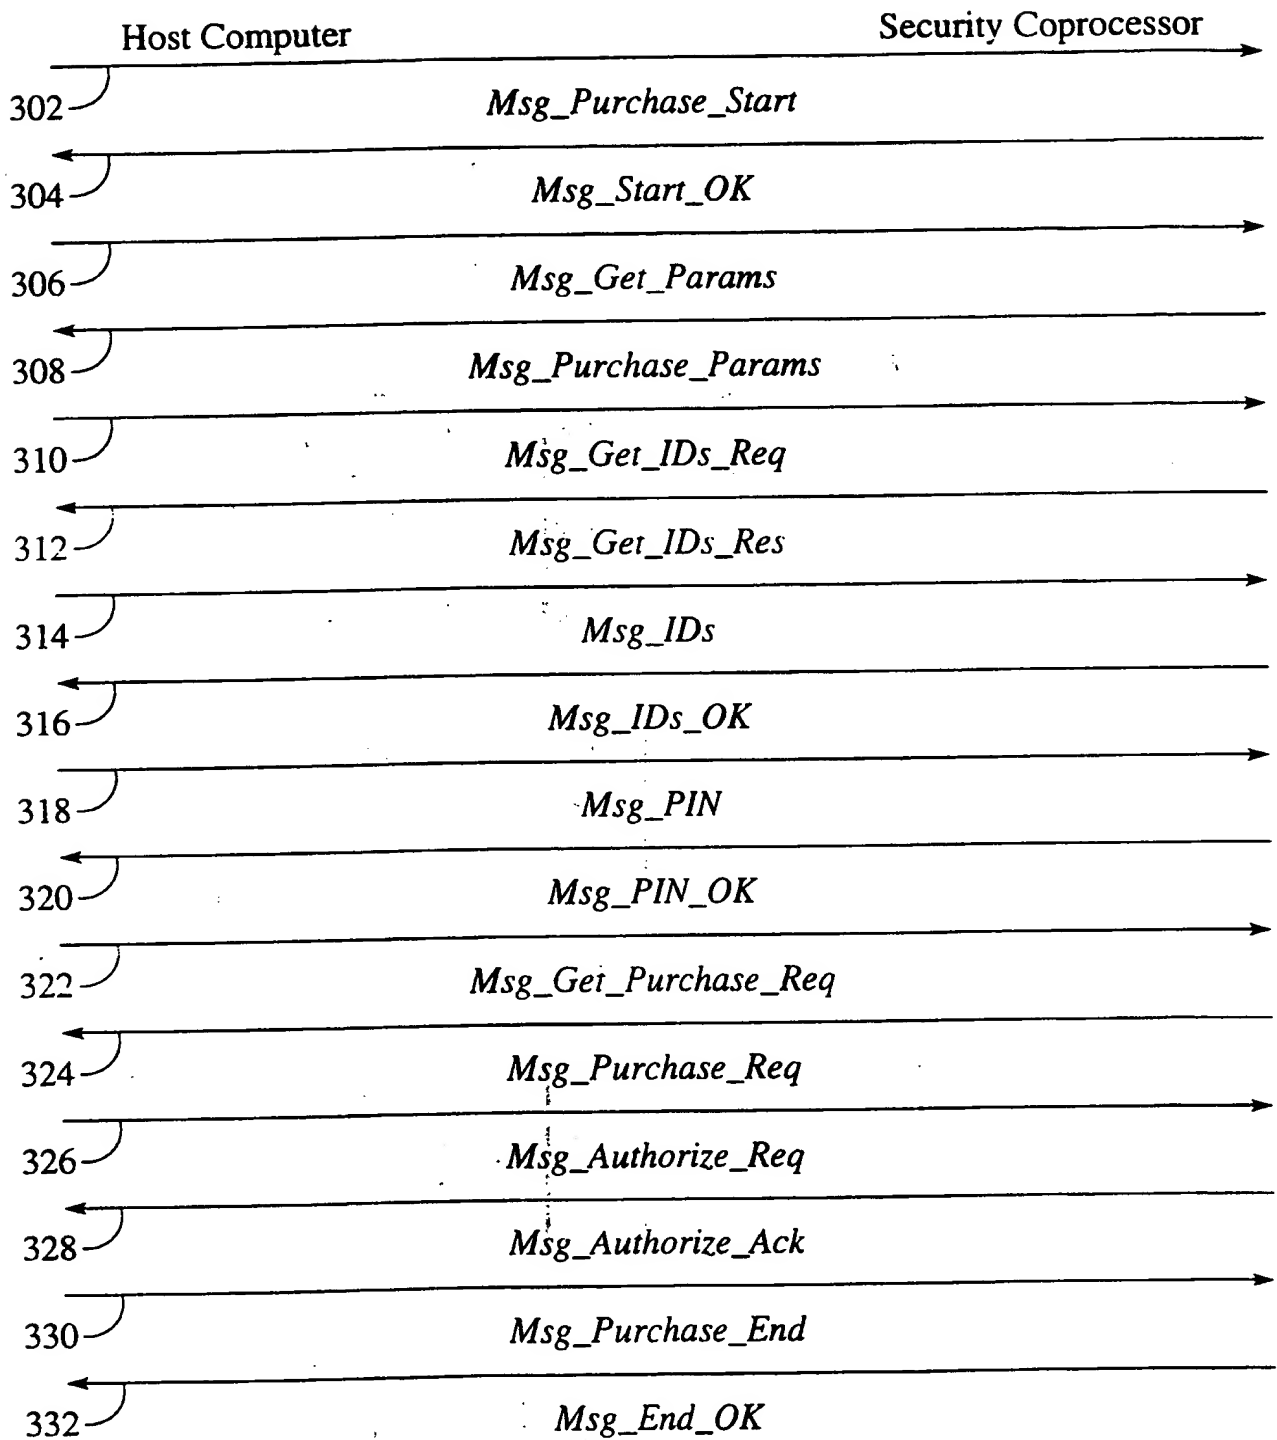 Host Computer Security Coprocessor
302 Msg_Purchase_Start
304 Msg_Start_OK
306 Msg_Get_Params
308 Msg_Purchase_Params
310 Msg_Get_IDs_Req
312 Msg_Get_IDs_Res
314 Msg_IDs
316 Msg_IDs_OK
318 Msg_PIN
320 Msg_PIN_OK
322 Msg_Get_Purchase_Req
324 Msg_Purchase_Req
326 Msg_Authorize_Req
328 Msg_Authorize_Ack
330 Msg_Purchase_End
332 Msg_End_OK